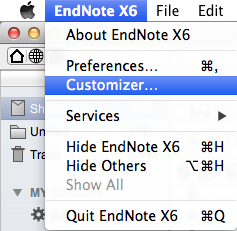 EndNote X6 File Edit
About EndNote X6
Preferences... ⌘,
Customizer...
Sh
Services
Un
Hide EndNote X6 ⌘H
Tra
Hide Others ⌥⌘H
Show All
MY
Quit EndNote X6 ⌘Q